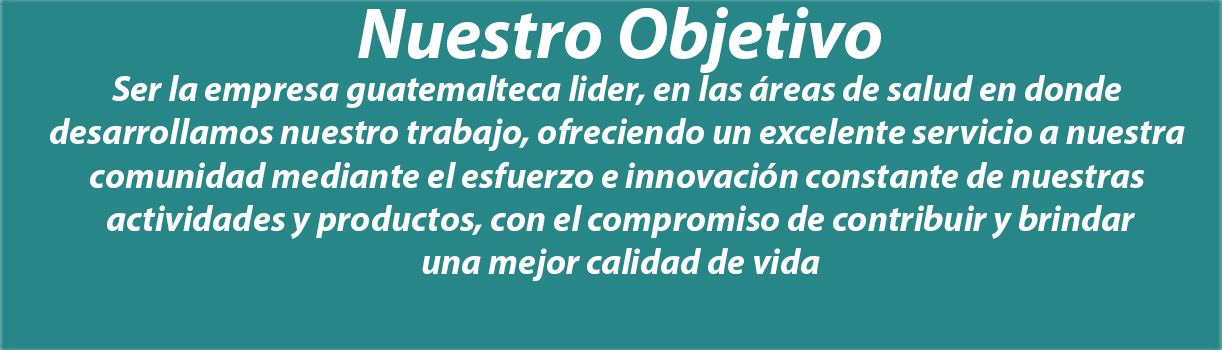 Nuestro Objetivo
Ser la empresa guatemalteca lider, en las áreas de salud en donde
desarrollamos nuestro trabajo, ofreciendo un excelente servicio a nuestra
comunidad mediante el esfuerzo e innovación constante de nuestras
actividades y productos, con el compromiso de contribuir y brindar
una mejor calidad de vida